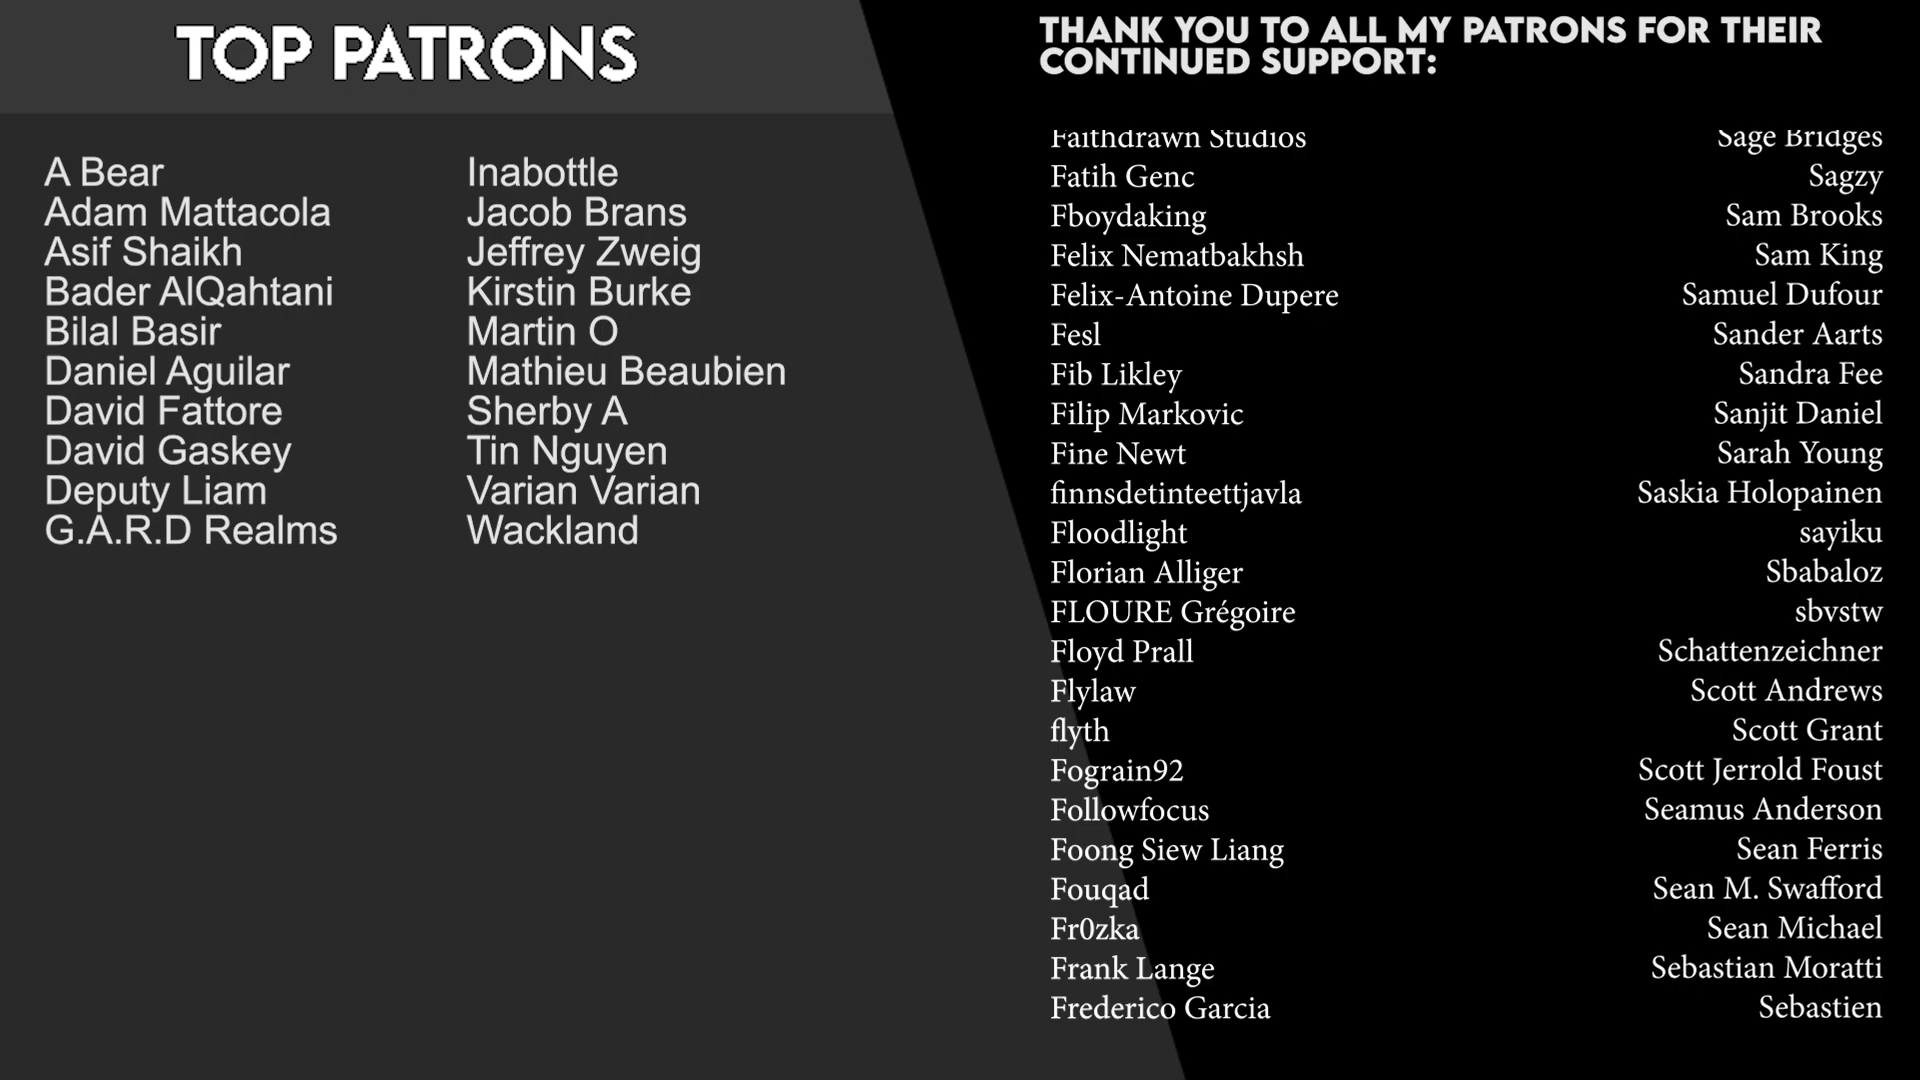 TOP PATRONS
A Bear
Adam Mattacola
Asif Shaikh
Bader AlQahtani
Bilal Basir
Daniel Aguilar
David Fattore
David Gaskey
Deputy Liam
G.A.R.D Realms
Inabottle
Jacob Brans
Jeffrey Zweig
Kirstin Burke
Martin O
Mathieu Beaubien
Sherby A
Tin Nguyen
Varian Varian
Wackland
THANK YOU TO ALL MY PATRONS FOR THEIR
CONTINUED SUPPORT:
Faithdrawn Studios
Fatih Genc
Fboydaking
Felix Nematbakhsh
Felix-Antoine Dupere
Fesl
Fib Likley
Filip Markovic
Fine Newt
finnsdetinteettjavla
Floodlight
Florian Alliger
FLOURE Grégoire
Floyd Prall
Flylaw
flyth
Fograin92
Followfocus
Foong Siew Liang
Fouqad
Fr0zka
Frank Lange
Frederico Garcia
Sage Bridges
Sagzy
Sam Brooks
Sam King
Samuel Dufour
Sander Aarts
Sandra Fee
Sanjit Daniel
Sarah Young
Saskia Holopainen
sayiku
Sbabaloz
sbvstw
Schattenzeichner
Scott Andrews
Scott Grant
Scott Jerrold Foust
Seamus Anderson
Sean Ferris
Sean M. Swafford
Sean Michael
Sebastian Moratti
Sebastien